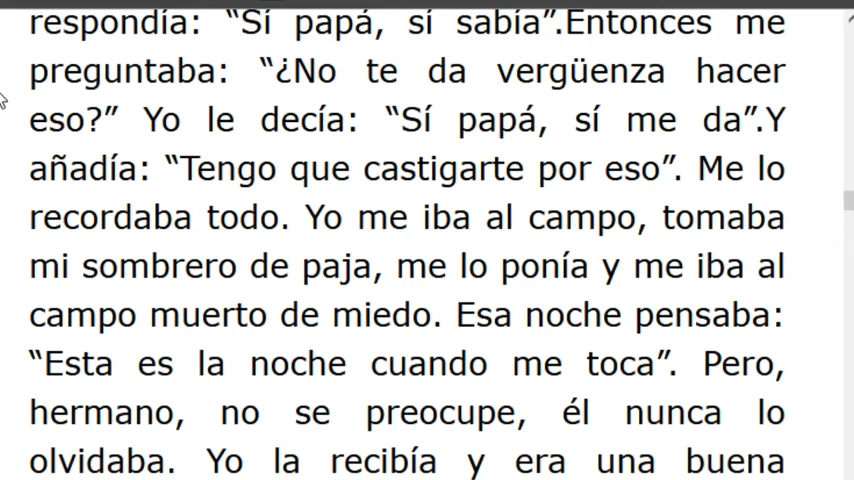 respondía: “Sí papá, sí sabía”.Entonces me
preguntaba: “¿No te da vergüenza hacer
eso?” Yo le decía: “Sí papá, sí me da”.Y
añadía: “Tengo que castigarte por eso”. Me lo
recordaba todo. Yo me iba al campo, tomaba
mi sombrero de paja, me lo ponía y me iba al
campo muerto de miedo. Esa noche pensaba:
“Esta es la noche cuando me toca”. Pero,
hermano, no se preocupe, él nunca lo
olvidaba. Yo la recibía y era una buena